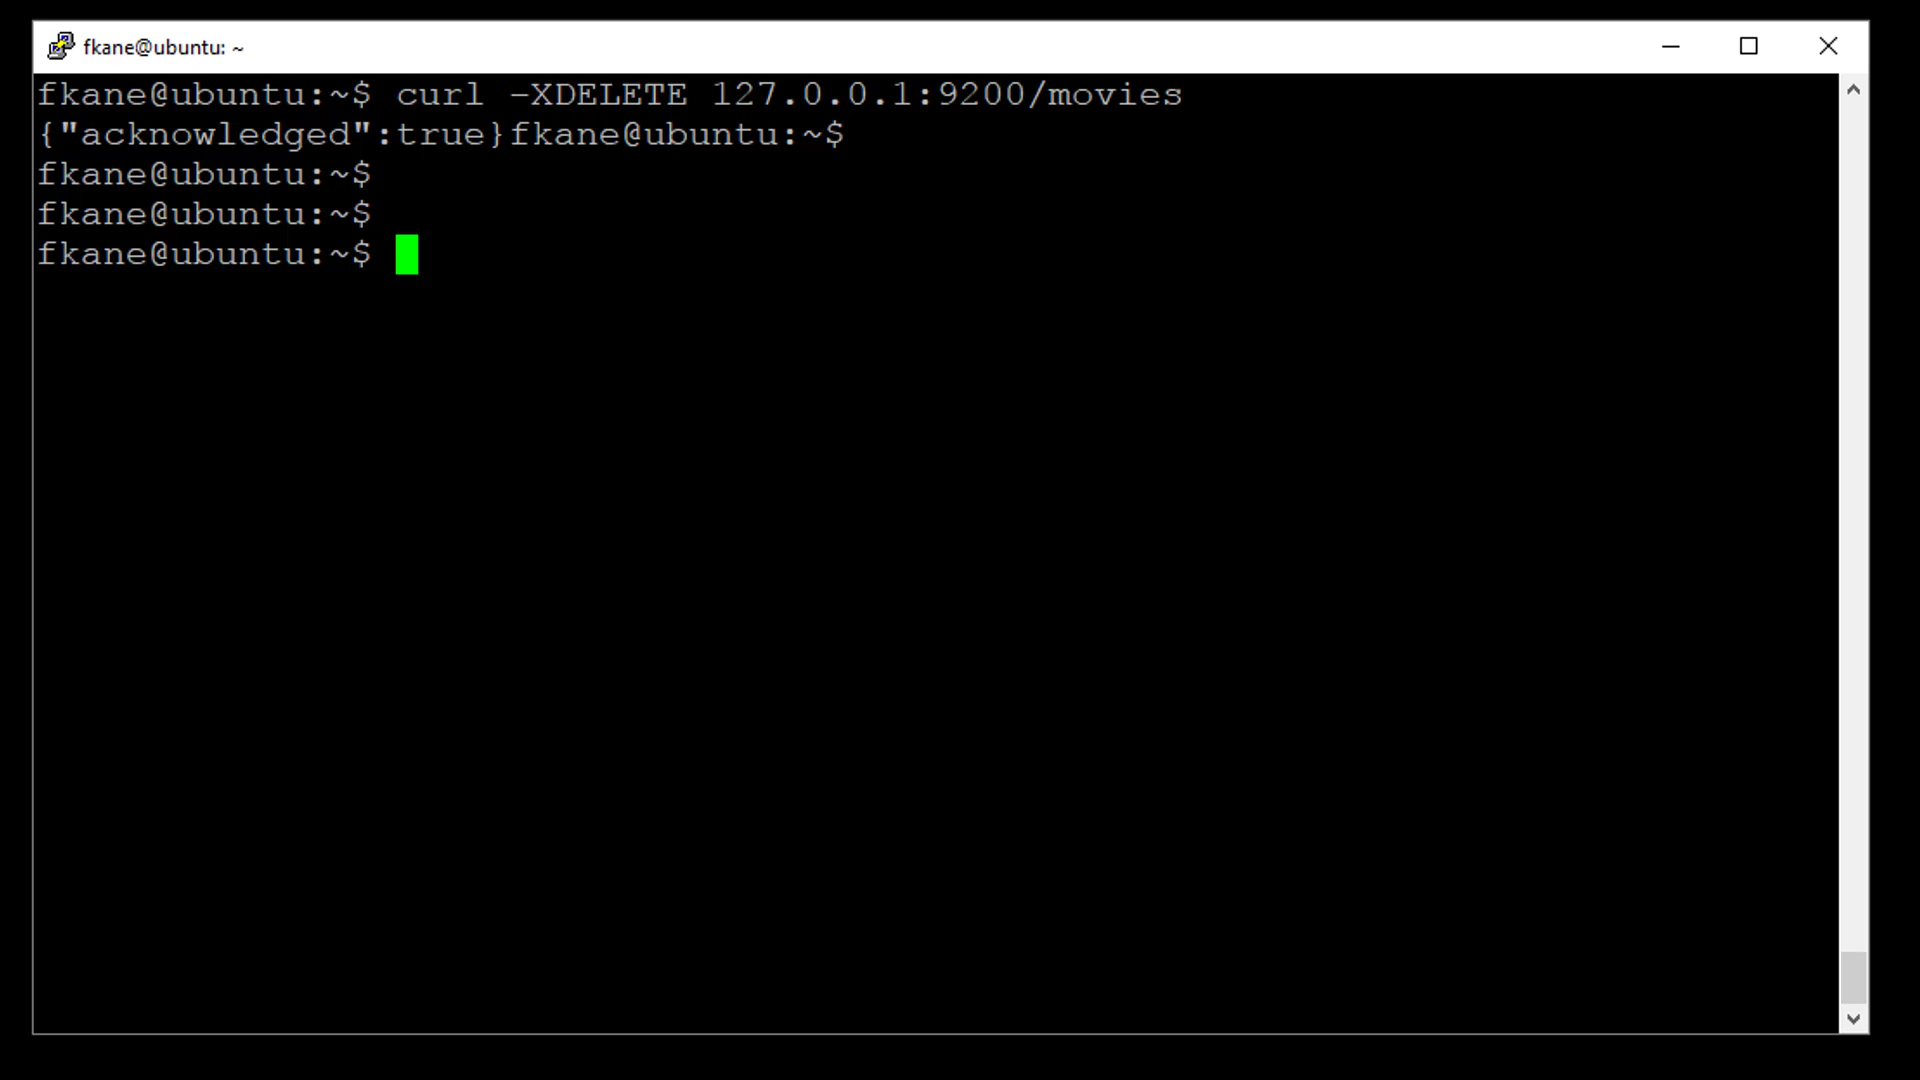 fkane@ubuntu: ~
fkane@ubuntu:~$ curl -XDELETE 127.0.0.1:9200/movies
{"acknowledged":true}fkane@ubuntu:~$
fkane@ubuntu:~$
fkane@ubuntu:~$
fkane@ubuntu:~$